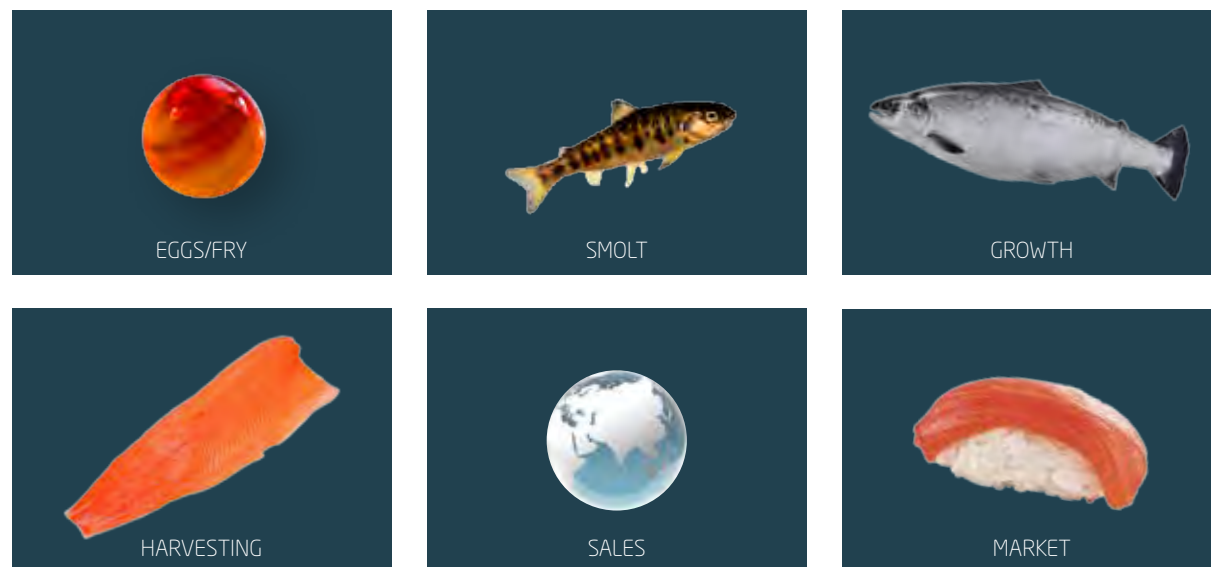 EGGS/FRY
SMOLT
GROWTH
HARVESTING
SALES
MARKET